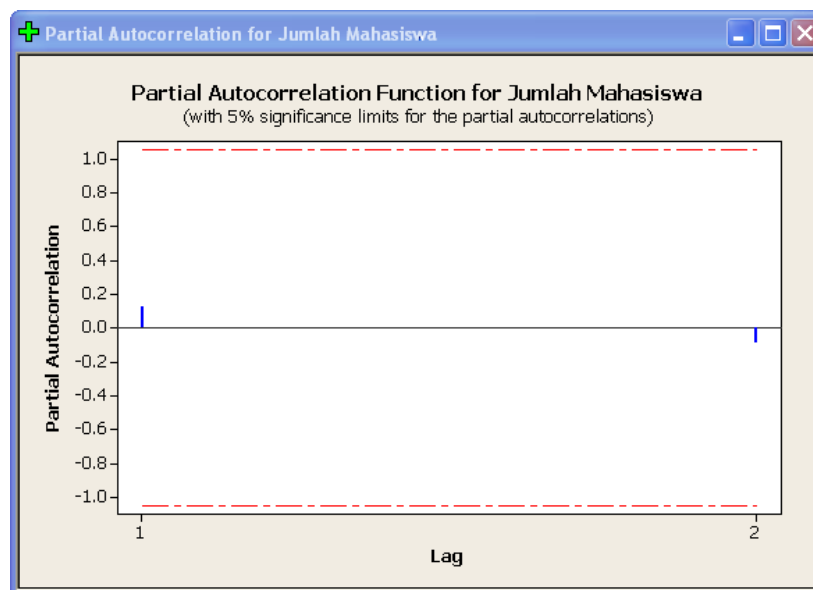 Partial Autocorrelation for Jumlah Mahasiswa
Partial Autocorrelation Function for Jumlah Mahasiswa
(with 5% significance limits for the partial autocorrelations)
Partial Autocorrelation
1.0
0.8
0.6
0.4
0.2
0.0
-0.2
-0.4
-0.6
-0.8
-1.0
1 2
Lag